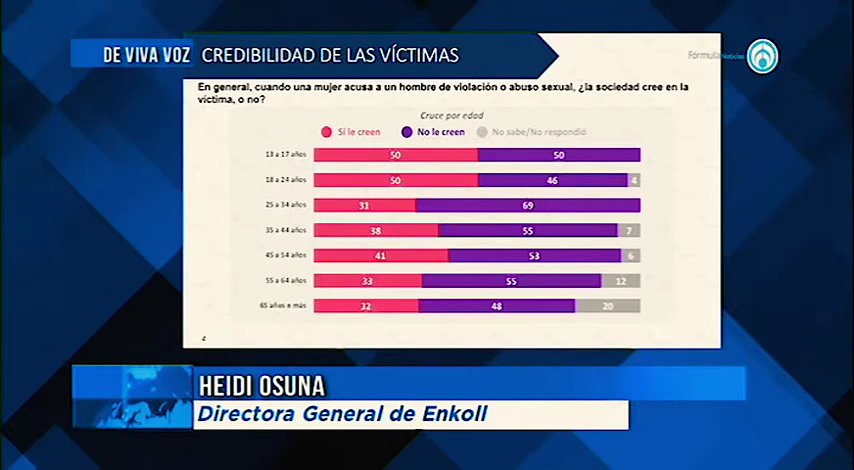 DE VIVA VOZ CREDIBILIDAD DE LAS VÍCTIMAS
Fórmula Noticias
En general, cuando una mujer acusa a un hombre de violación o abuso sexual, ¿la sociedad cree en la
víctima, o no?
Cruce por edad
Sí le creen No le creen No sabe/No respondió
13 a 17 años 50 50
18 a 24 años 50 46 4
25 a 34 años 31 69
35 a 44 años 38 55 7
45 a 54 años 41 53 6
55 a 64 años 33 55 12
65 años o más 32 48 20
4
HEIDI OSUNA
Directora General de Enkoll